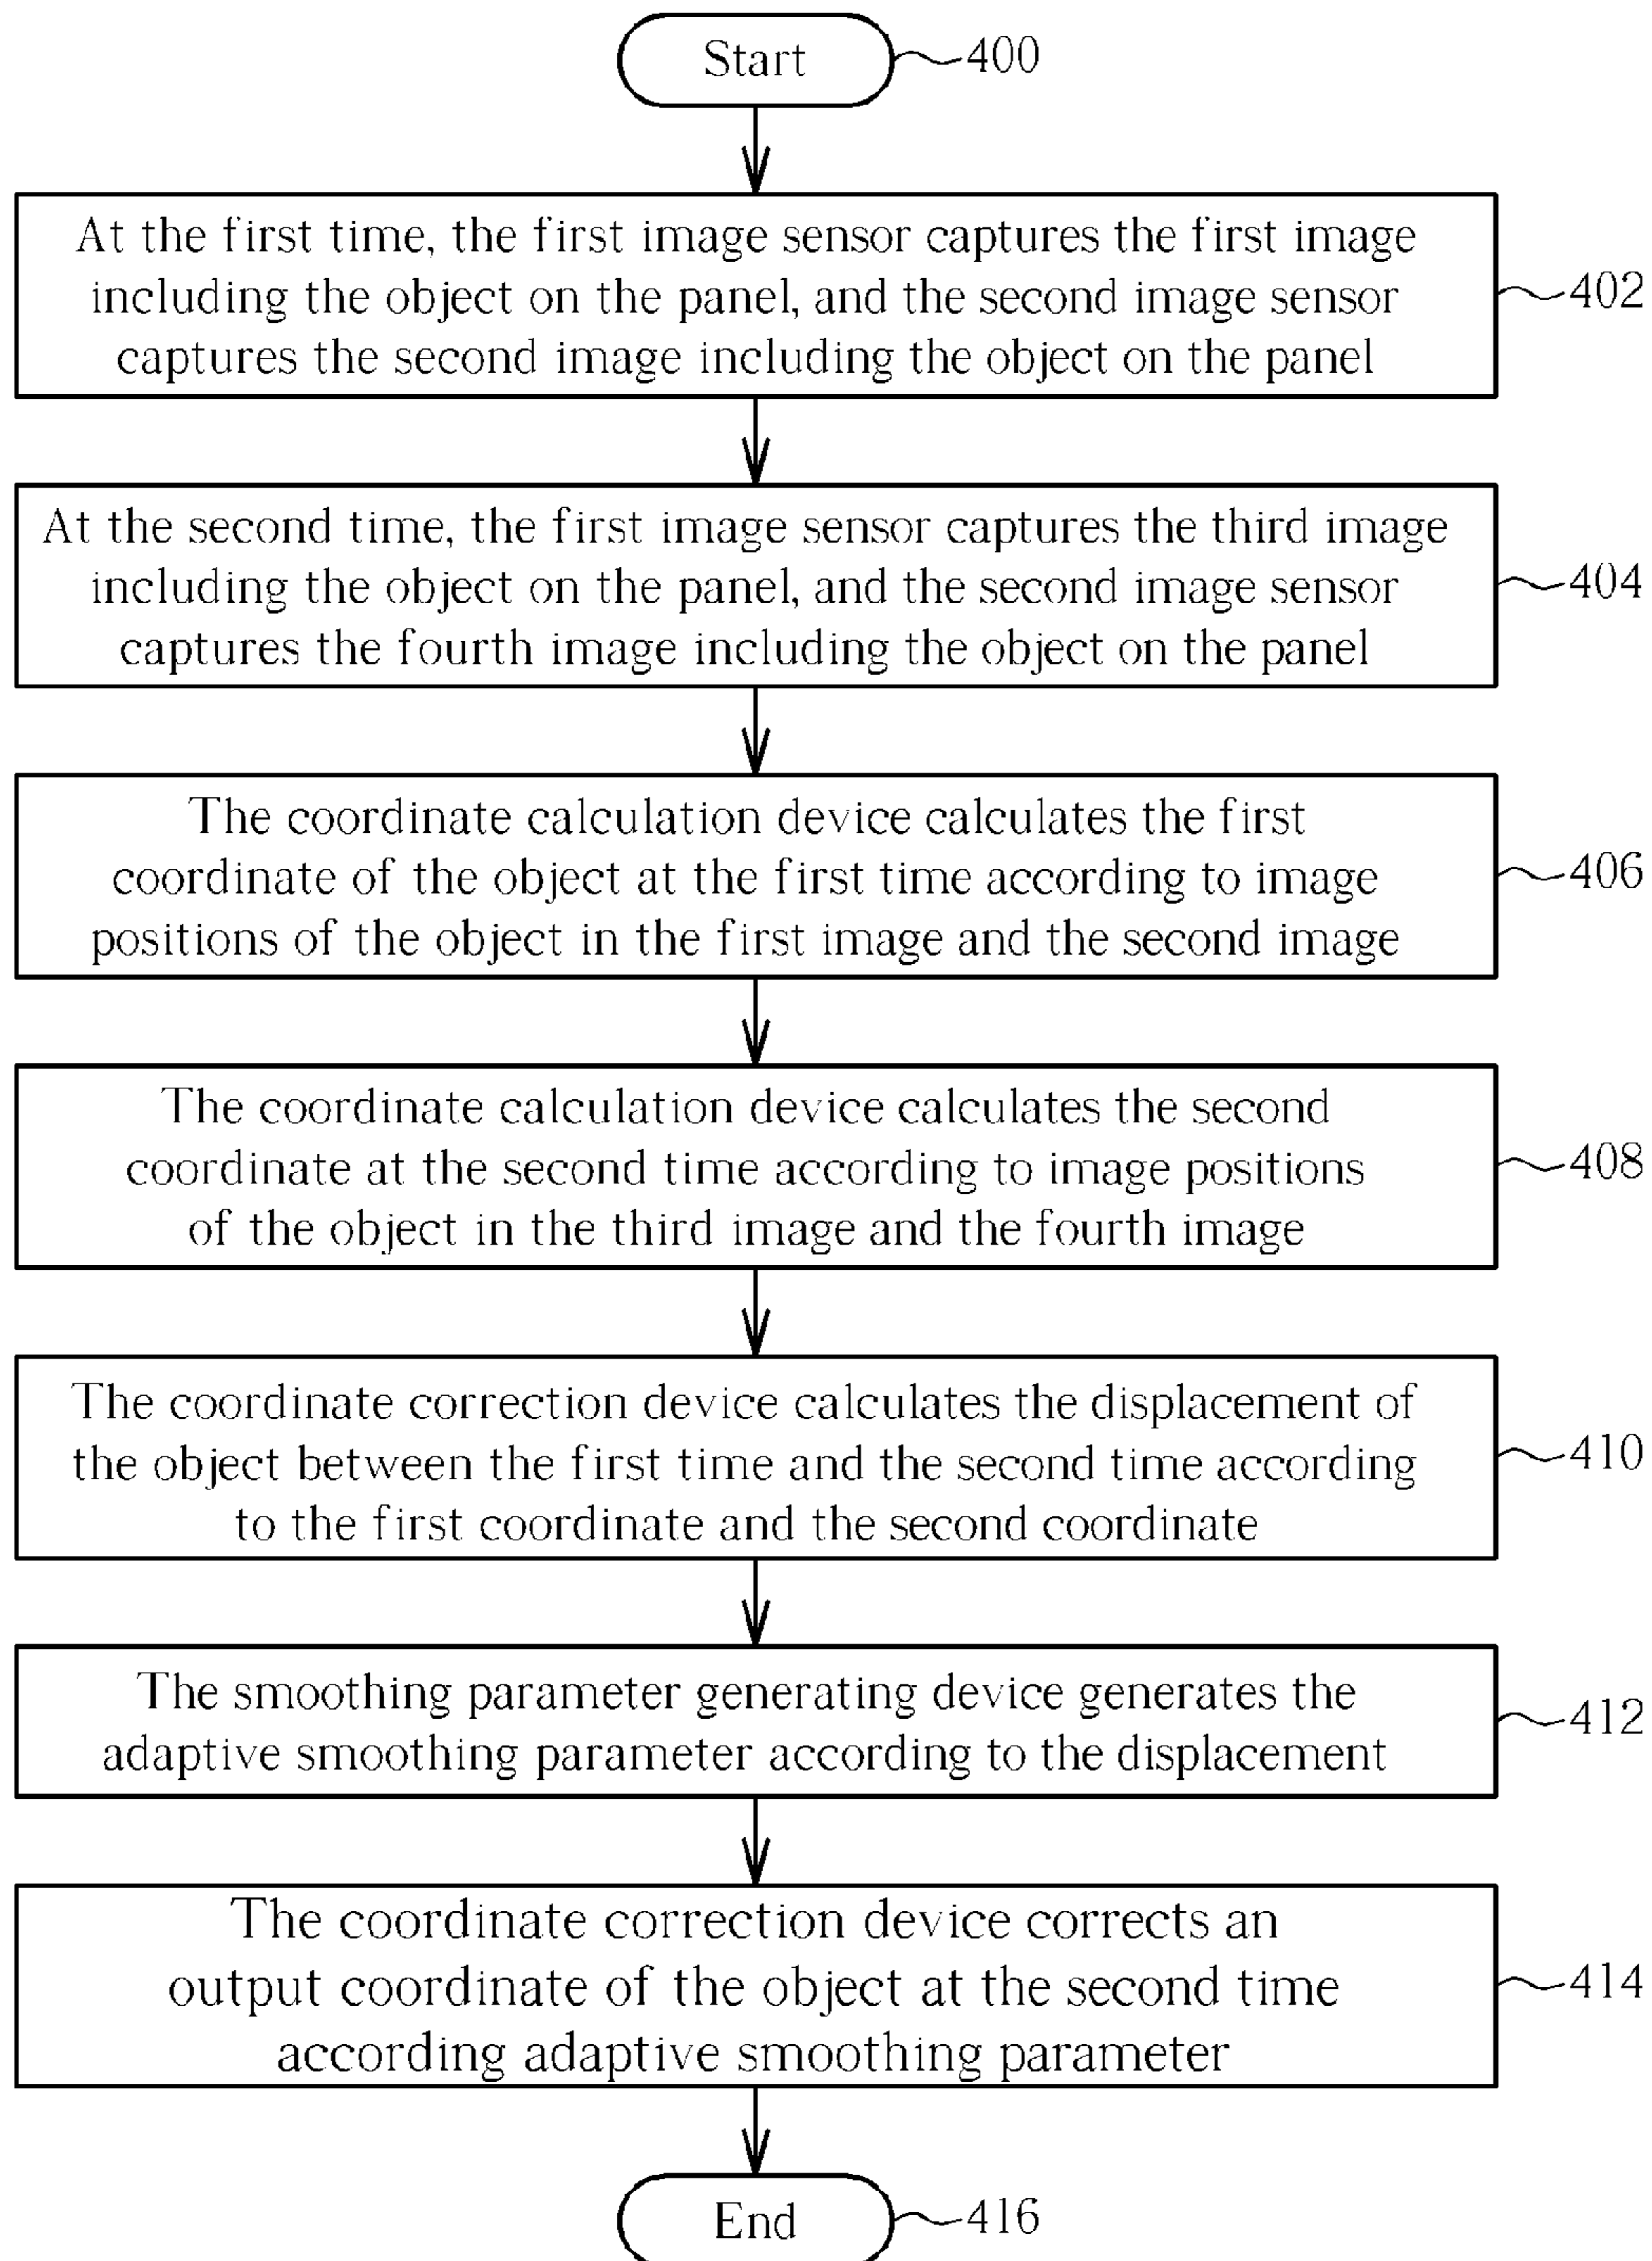 Start
400
At the first time, the first image sensor captures the first image
including the object on the panel, and the second image sensor
captures the second image including the object on the panel
402
At the second time, the first image sensor captures the third image
including the object on the panel, and the second image sensor
captures the fourth image including the object on the panel
404
The coordinate calculation device calculates the first
coordinate of the object at the first time according to image
positions of the object in the first image and the second image
406
The coordinate calculation device calculates the second
coordinate at the second time according to image positions
of the object in the third image and the fourth image
408
The coordinate correction device calculates the displacement of
the object between the first time and the second time according
to the first coordinate and the second coordinate
410
The smoothing parameter generating device generates the
adaptive smoothing parameter according to the displacement
412
The coordinate correction device corrects an
output coordinate of the object at the second time
according adaptive smoothing parameter
414
End
416